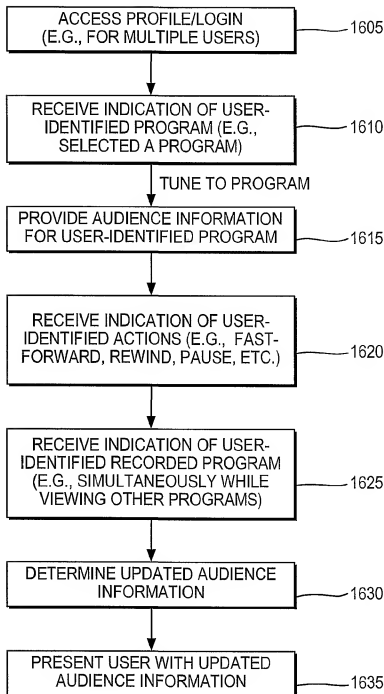 ACCESS PROFILE/LOGIN
(E.G., FOR MULTIPLE USERS)
1605
RECEIVE INDICATION OF USER-
IDENTIFIED PROGRAM (E.G.,
SELECTED A PROGRAM)
1610
TUNE TO PROGRAM
PROVIDE AUDIENCE INFORMATION
FOR USER-IDENTIFIED PROGRAM
1615
RECEIVE INDICATION OF USER-
IDENTIFIED ACTIONS (E.G., FAST-
FORWARD, REWIND, PAUSE, ETC.)
1620
RECEIVE INDICATION OF USER-
IDENTIFIED RECORDED PROGRAM
(E.G., SIMULTANEOUSLY WHILE
VIEWING OTHER PROGRAMS)
1625
DETERMINE UPDATED AUDIENCE
INFORMATION
1630
PRESENT USER WITH UPDATED
AUDIENCE INFORMATION
1635